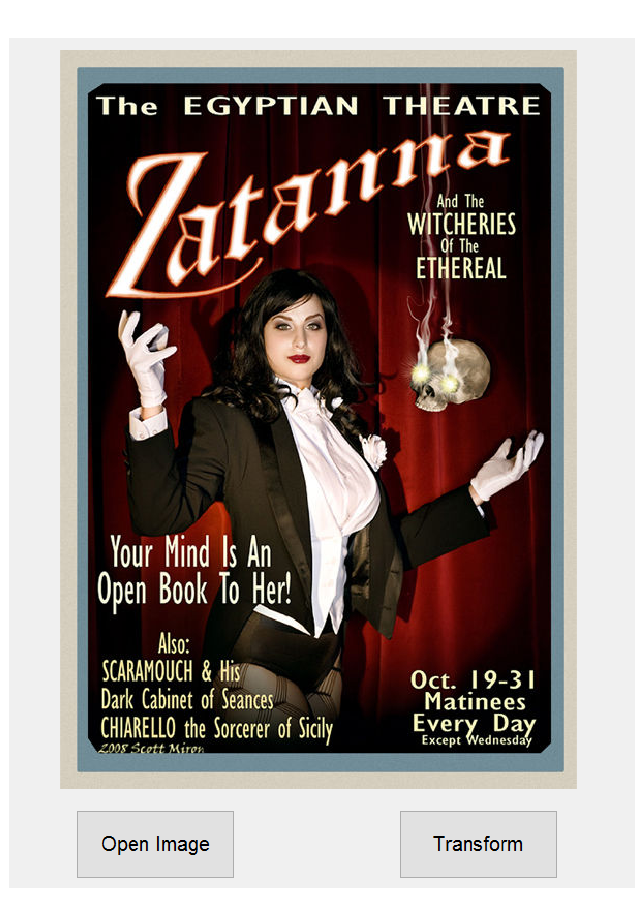 The EGYPTIAN THEATRE
Zatanna
And The
WITCHERIES
Of The
ETHEREAL
Your Mind Is An
Open Book To Her!
Also:
SCARAMOUCH & His
Dark Cabinet of Seances
CHIARELLO the Sorcerer of Sicily
2008 Scott Miron
Oct. 19-31
Matinees
Every Day
Except Wednesday
Open Image
Transform